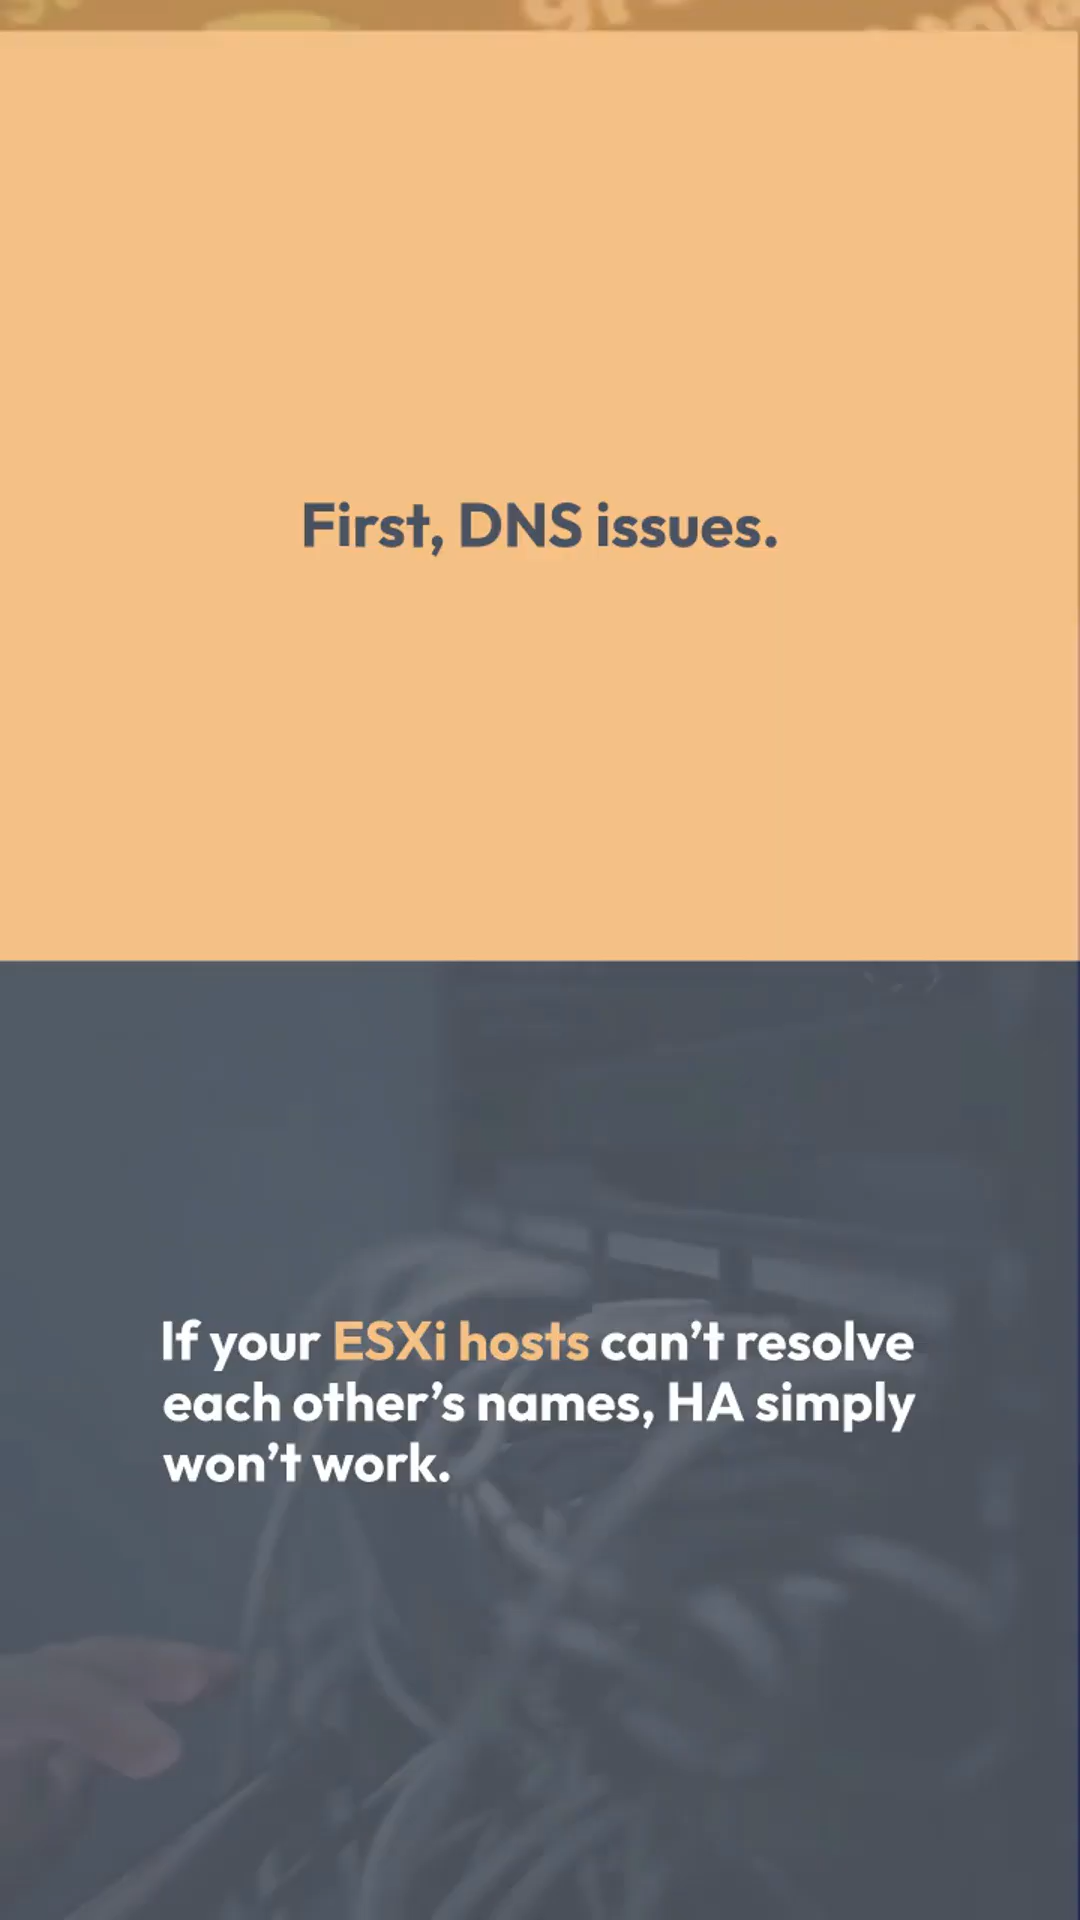 First, DNS issues.
If your ESXi hosts can’t resolve
each other’s names, HA simply
won’t work.